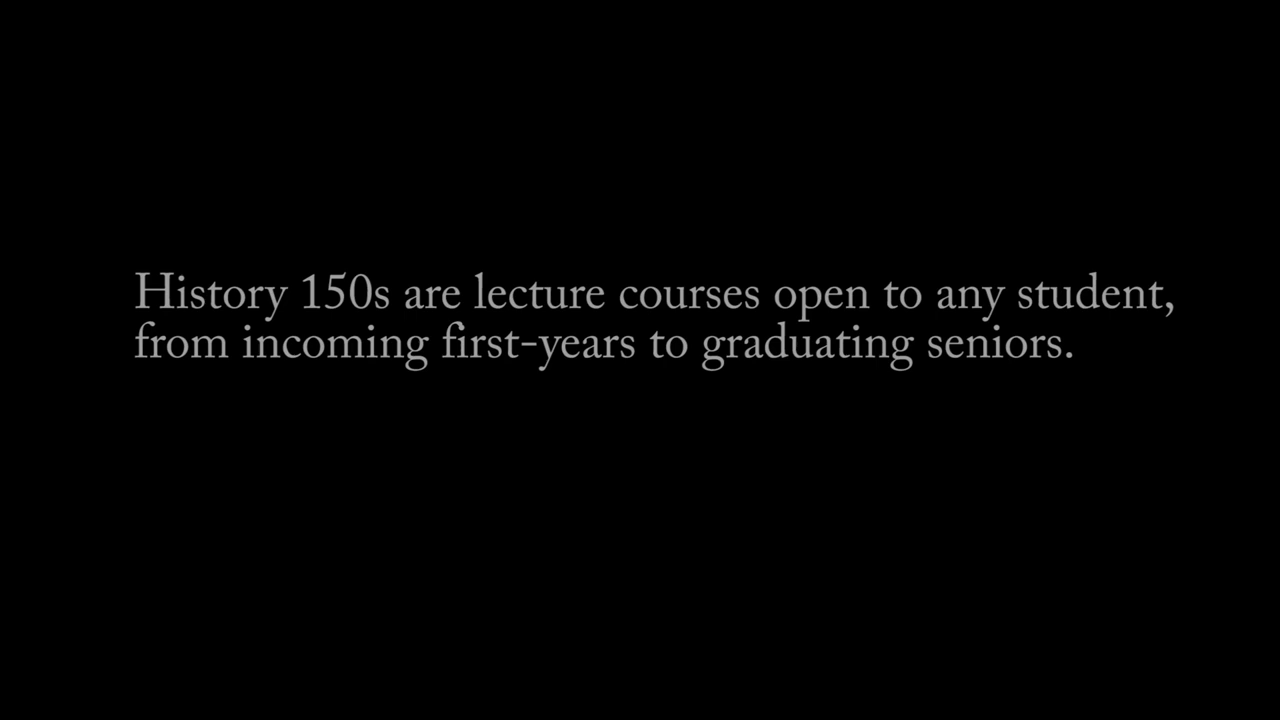 History 150s are lecture courses open to any student,
from incoming first-years to graduating seniors.